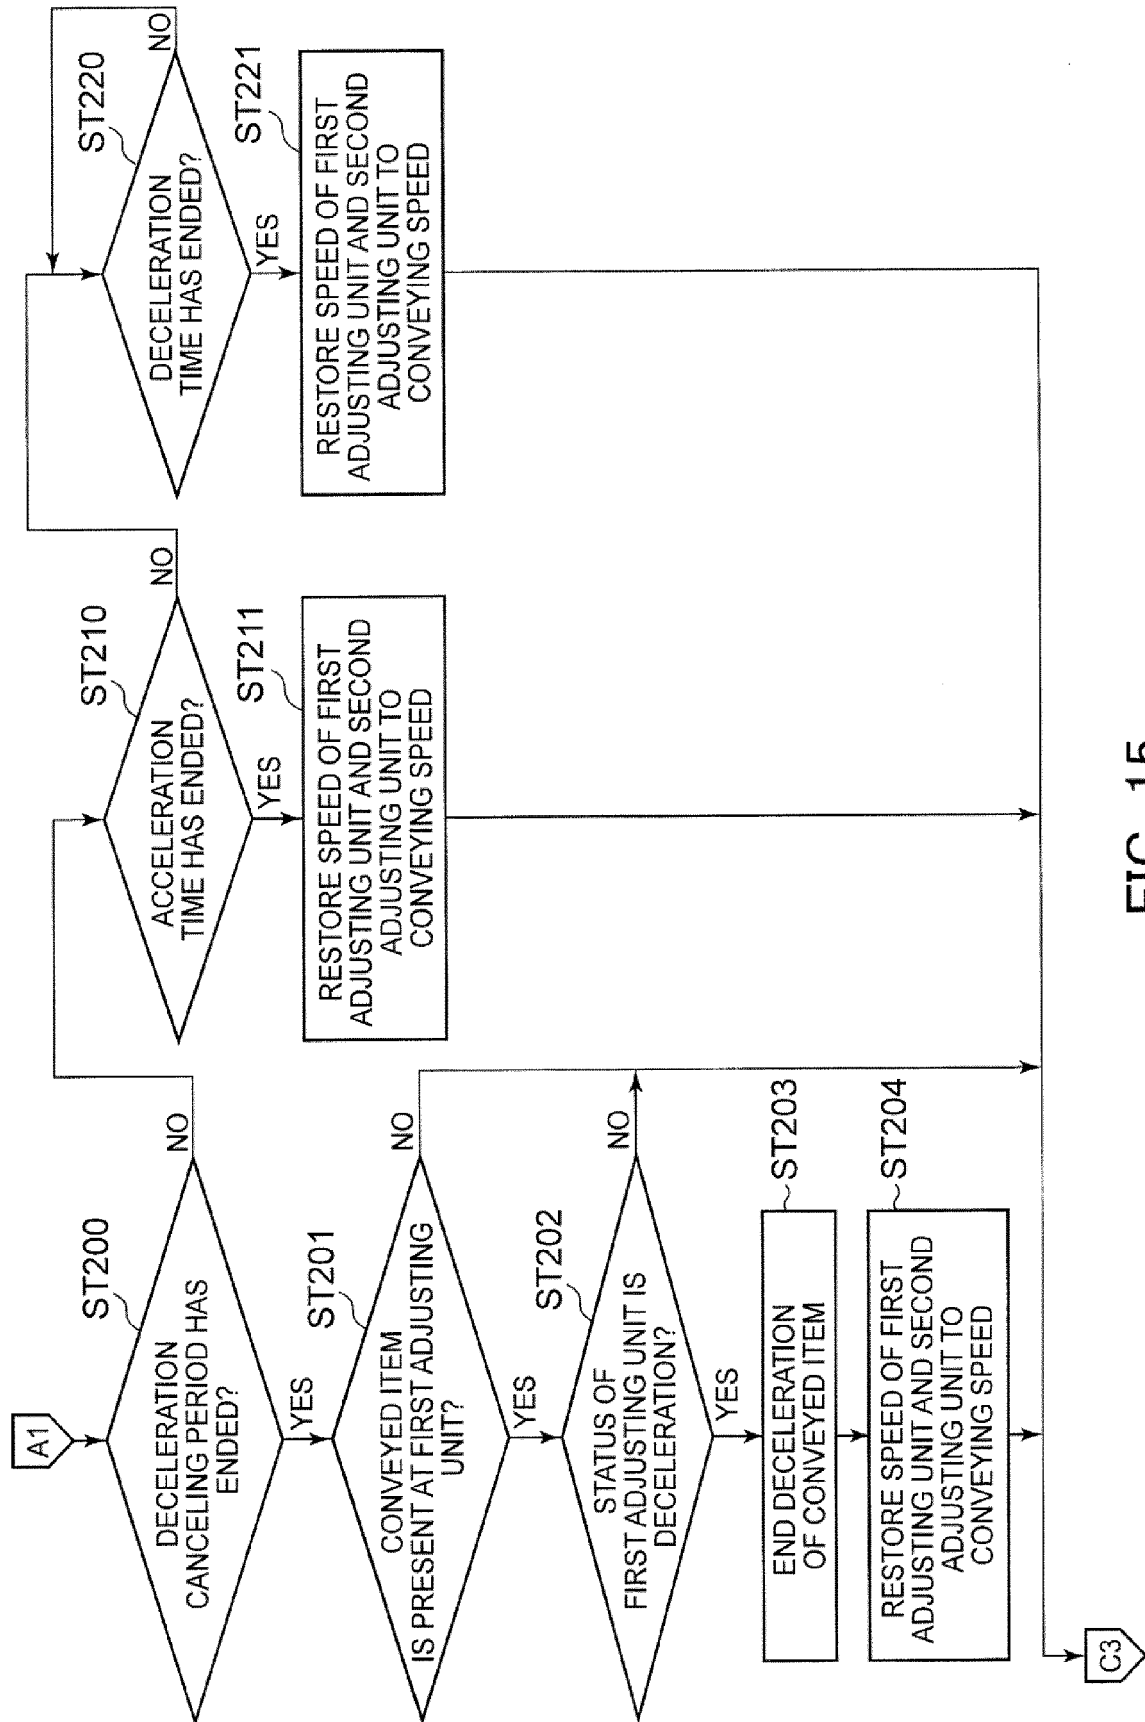 A1
ST200
DECELERATION
CANCELING PERIOD HAS
ENDED?
NO
YES
ST201
CONVEYED ITEM
IS PRESENT AT FIRST ADJUSTING
UNIT?
NO
YES
ST202
STATUS OF
FIRST ADJUSTING UNIT IS
DECELERATION?
NO
YES
ST203
END DECELERATION
OF CONVEYED ITEM
ST204
RESTORE SPEED OF FIRST
ADJUSTING UNIT AND SECOND
ADJUSTING UNIT TO
CONVEYING SPEED
C3
ST210
ACCELERATION
TIME HAS ENDED?
NO
YES
ST211
RESTORE SPEED OF FIRST
ADJUSTING UNIT AND SECOND
ADJUSTING UNIT TO
CONVEYING SPEED
ST220
DECELERATION
TIME HAS ENDED?
NO
YES
ST221
RESTORE SPEED OF FIRST
ADJUSTING UNIT AND SECOND
ADJUSTING UNIT TO
CONVEYING SPEED
FIG. 15